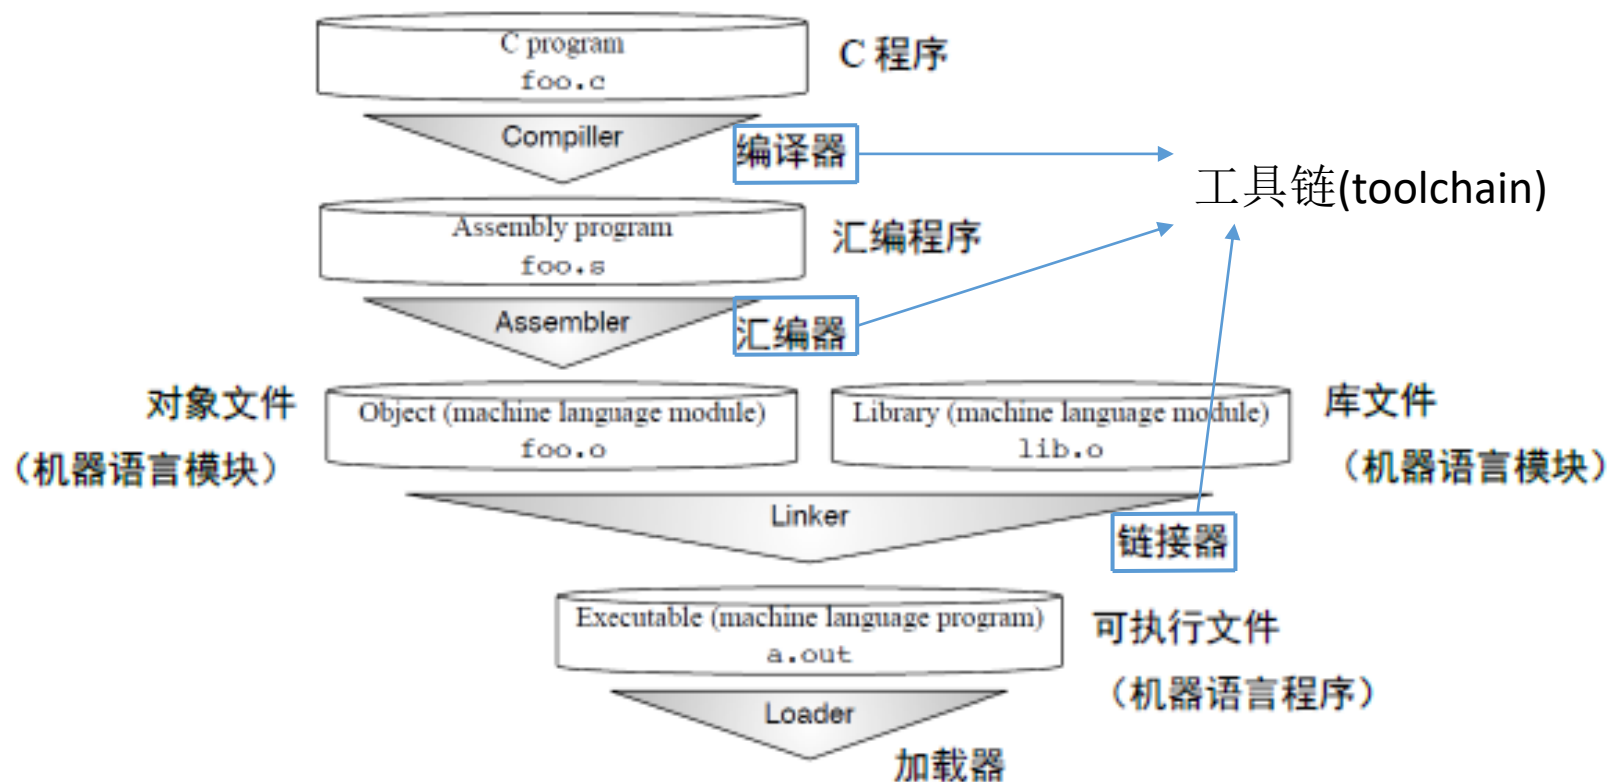 C program
foo.c
C 程序
Compiller
编译器
工具链(toolchain)
Assembly program
foo.s
汇编程序
Assembler
汇编器
对象文件
（机器语言模块）
Object (machine language module)
foo.o
Library (machine language module)
lib.o
库文件
（机器语言模块）
Linker
链接器
Executable (machine language program)
a.out
可执行文件
（机器语言程序）
Loader
加载器